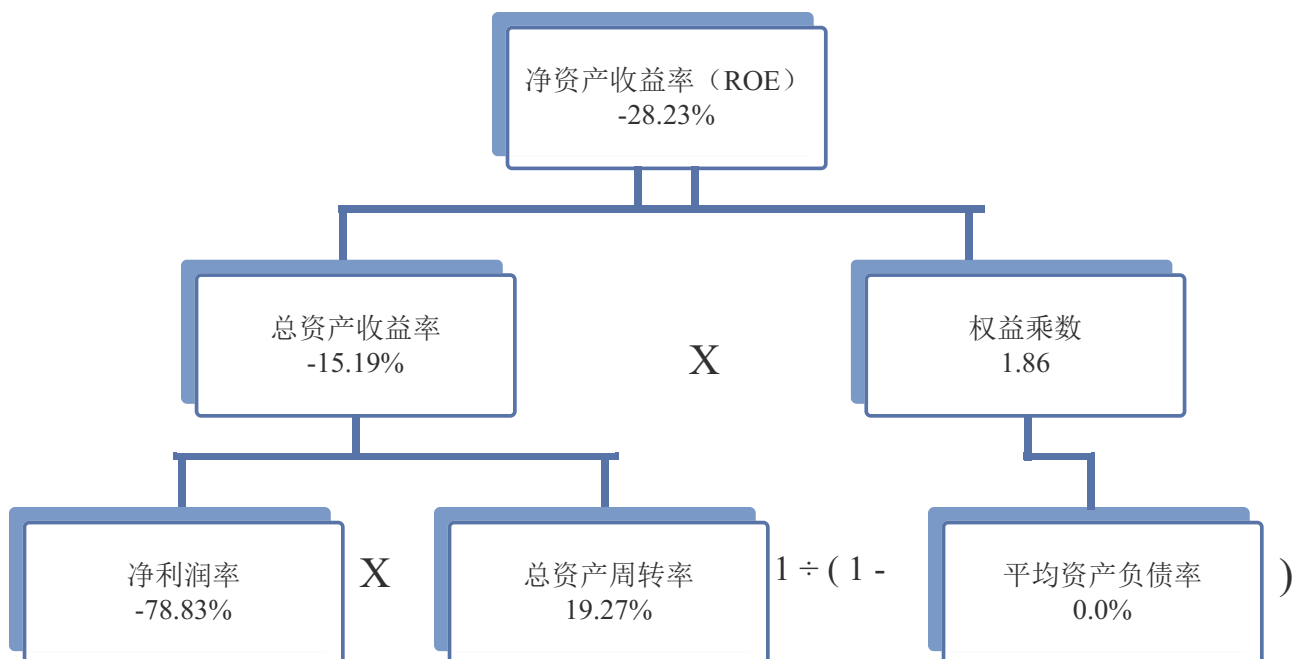 净资产收益率（ROE）
-28.23%
总资产收益率
-15.19%
X
权益乘数
1.86
净利润率
-78.83%
X
总资产周转率
19.27%
1 ÷ ( 1 -
平均资产负债率
0.0%
)